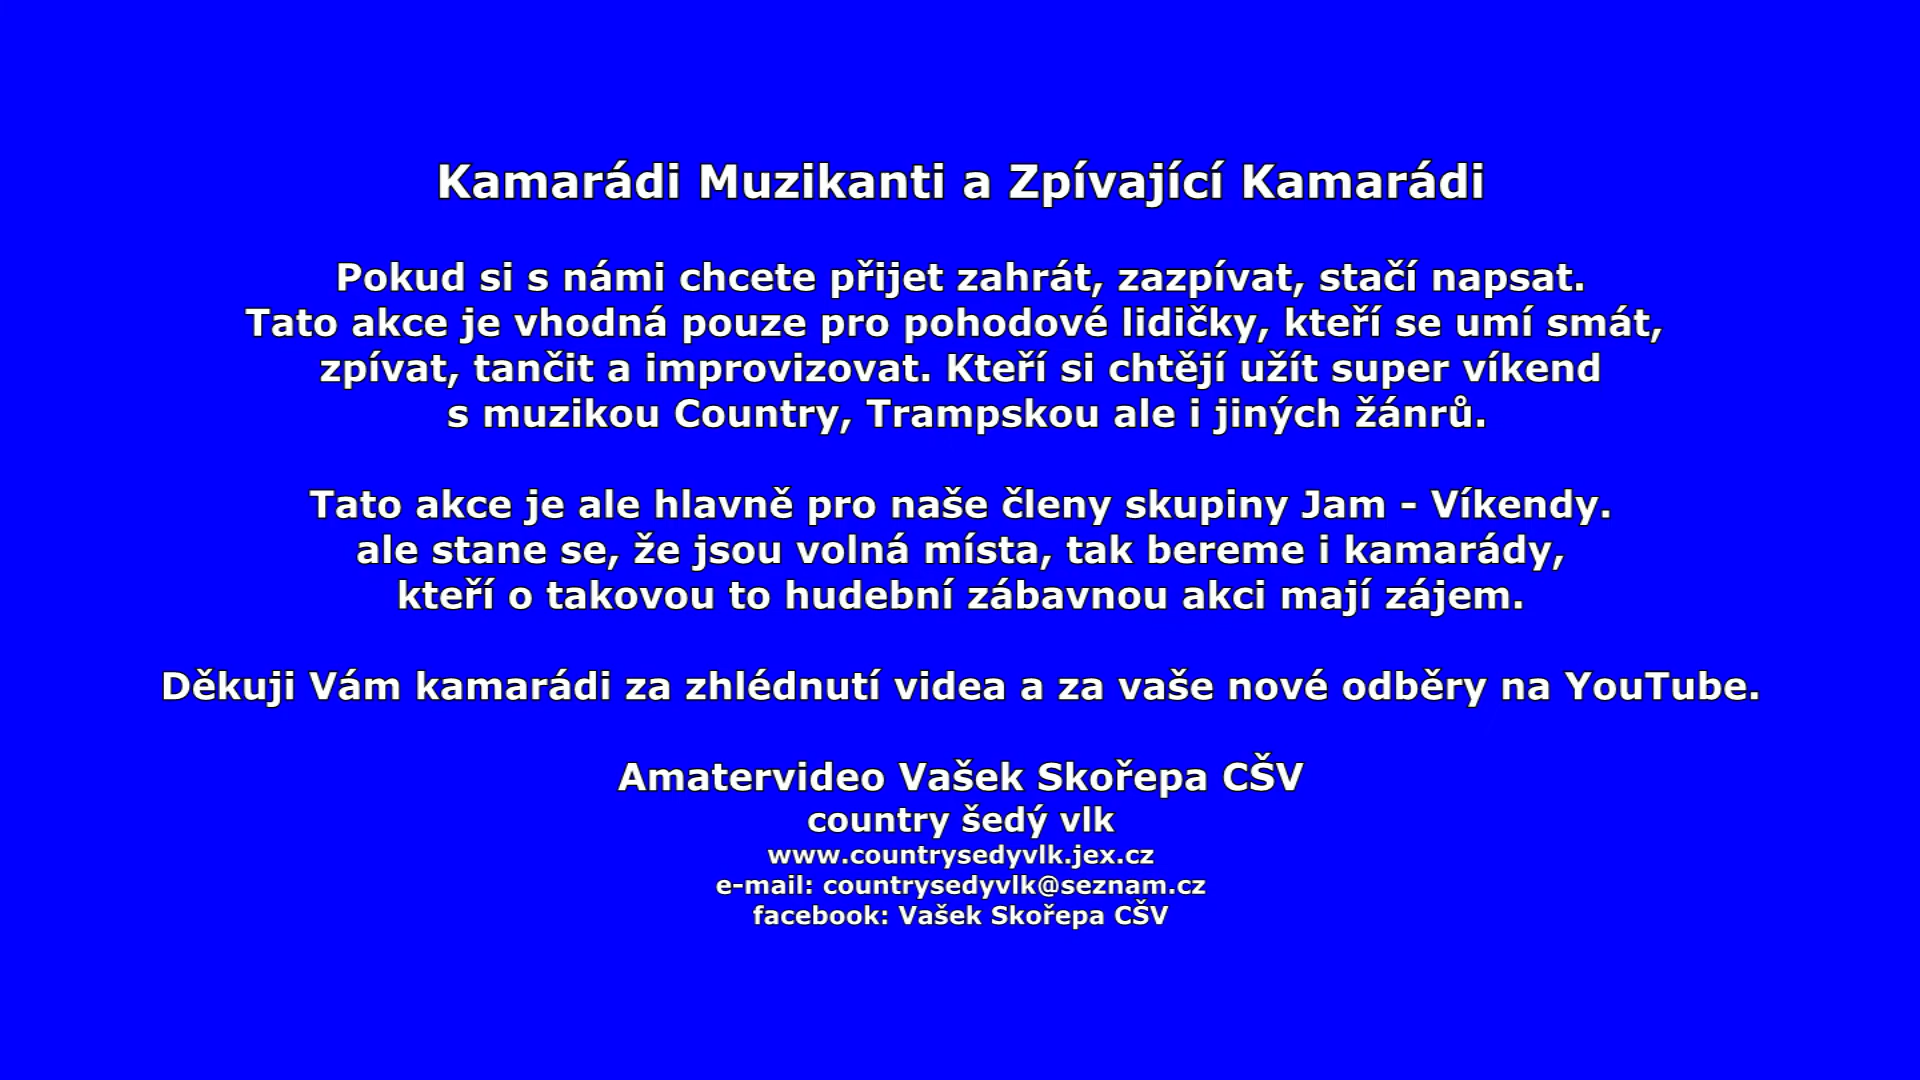 Kamarádi Muzikanti a Zpívající Kamarádi
Pokud si s námi chcete přijet zahrát, zazpívat, stačí napsat.
Tato akce je vhodná pouze pro pohodové lidičky, kteří se umí smát,
zpívat, tančit a improvizovat. Kteří si chtějí užít super víkend
s muzikou Country, Trampskou ale i jiných žánrů.
Tato akce je ale hlavně pro naše členy skupiny Jam - Víkendy.
ale stane se, že jsou volná místa, tak bereme i kamarády,
kteří o takovou to hudební zábavnou akci mají zájem.
Děkuji Vám kamarádi za zhlédnutí videa a za vaše nové odběry na YouTube.
Amatervideo Vašek Skořepa CŠV
country šedý vlk
www.countrysedyvlk.jex.cz
e-mail: countrysedyvlk@seznam.cz
facebook: Vašek Skořepa CŠV